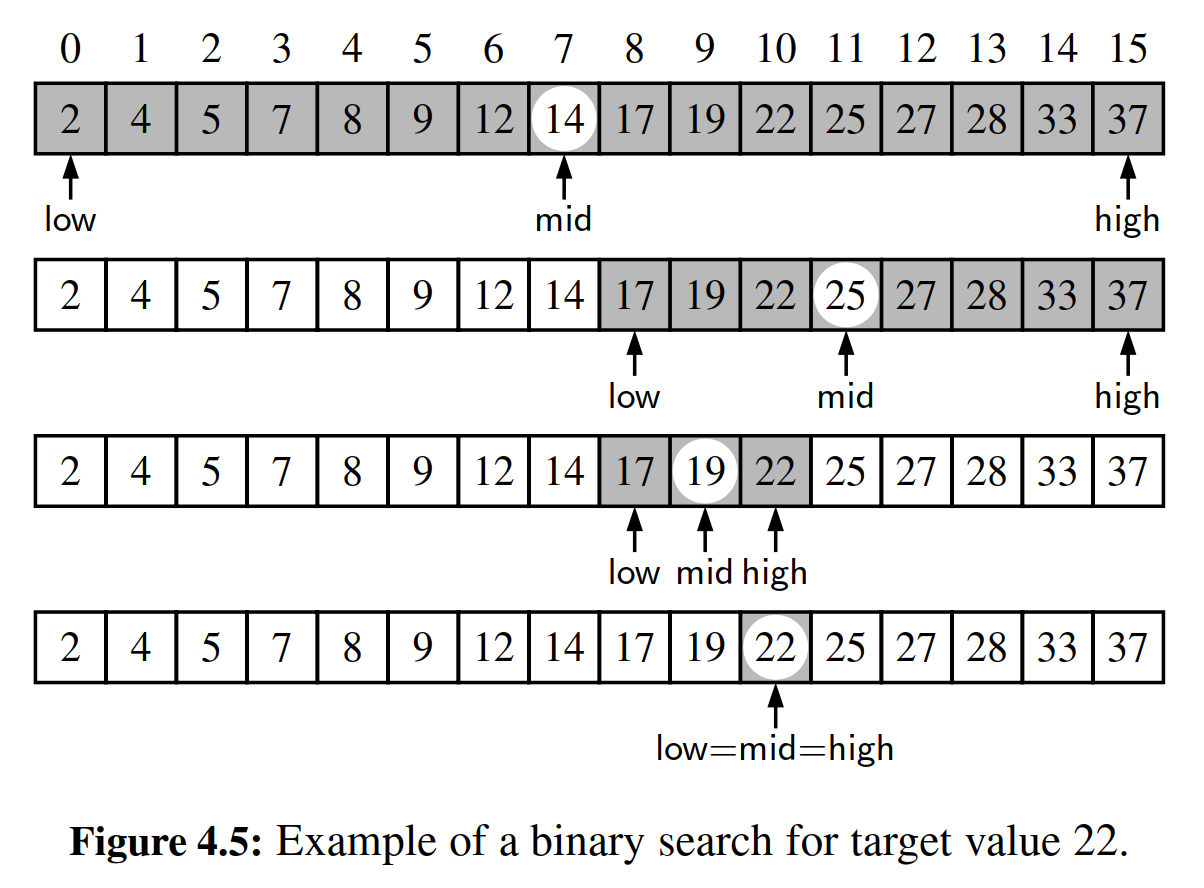 0 1 2 3 4 5 6 7 8 9 10 11 12 13 14 15
2 4 5 7 8 9 12 14 17 19 22 25 27 28 33 37
low mid high
2 4 5 7 8 9 12 14 17 19 22 25 27 28 33 37
low mid high
2 4 5 7 8 9 12 14 17 19 22 25 27 28 33 37
low mid high
2 4 5 7 8 9 12 14 17 19 22 25 27 28 33 37
low=mid=high
Figure 4.5: Example of a binary search for target value 22.